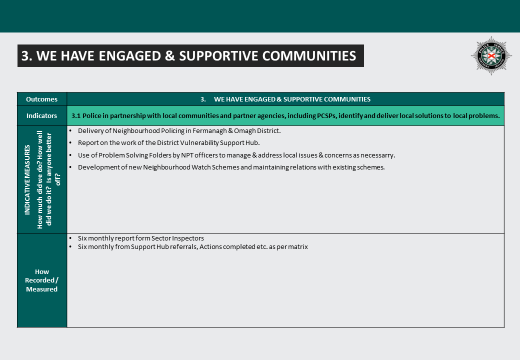 3. WE HAVE ENGAGED & SUPPORTIVE COMMUNITIES
Outcomes
3. WE HAVE ENGAGED & SUPPORTIVE COMMUNITIES
Indicators
3.1 Police in partnership with local communities and partner agencies, including PCSPs, identify and deliver local solutions to local problems.
INDICATIVE MEASURES
How much did we do? How well
did we do it? Is anyone better
off?
• Delivery of Neighbourhood Policing in Fermanagh & Omagh District.
• Report on the work of the District Vulnerability Support Hub.
• Use of Problem Solving Folders by NPT officers to manage & address local issues & concerns as necessarry.
• Development of new Neighbourhood Watch Schemes and maintaining relations with existing schemes.
How
Recorded /
Measured
• Six monthly report form Sector Inspectors
• Six monthly from Support Hub referrals, Actions completed etc. as per matrix